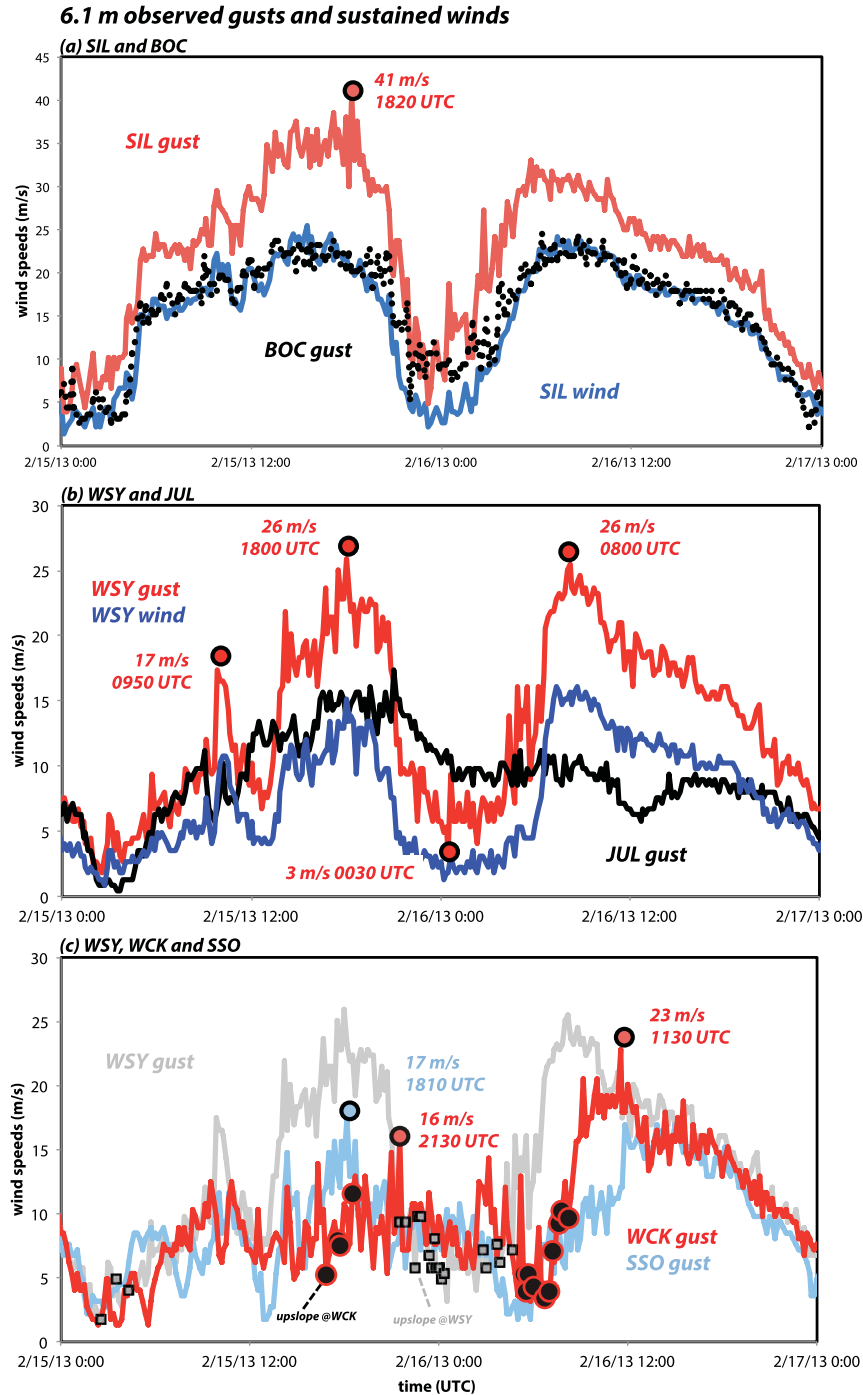 6.1 m observed gusts and sustained winds
(a) SIL and BOC
45
40
35
30
25
20
15
10
5
0
wind speeds (m/s)
41 m/s
1820 UTC
SIL gust
BOC gust
SIL wind
2/15/13 0:00
2/15/13 12:00
2/16/13 0:00
2/16/13 12:00
2/17/13 0:00
(b) WSY and JUL
30
25
20
15
10
5
0
wind speeds (m/s)
26 m/s
1800 UTC
26 m/s
0800 UTC
WSY gust
WSY wind
17 m/s
0950 UTC
3 m/s 0030 UTC
JUL gust
2/15/13 0:00
2/15/13 12:00
2/16/13 0:00
2/16/13 12:00
2/17/13 0:00
(c) WSY, WCK and SSO
30
25
20
15
10
5
0
wind speeds (m/s)
WSY gust
17 m/s
1810 UTC
16 m/s
2130 UTC
23 m/s
1130 UTC
WCK gust
SSO gust
upslope @WCK
upslope @WSY
2/15/13 0:00
2/15/13 12:00
2/16/13 0:00
2/16/13 12:00
2/17/13 0:00
time (UTC)